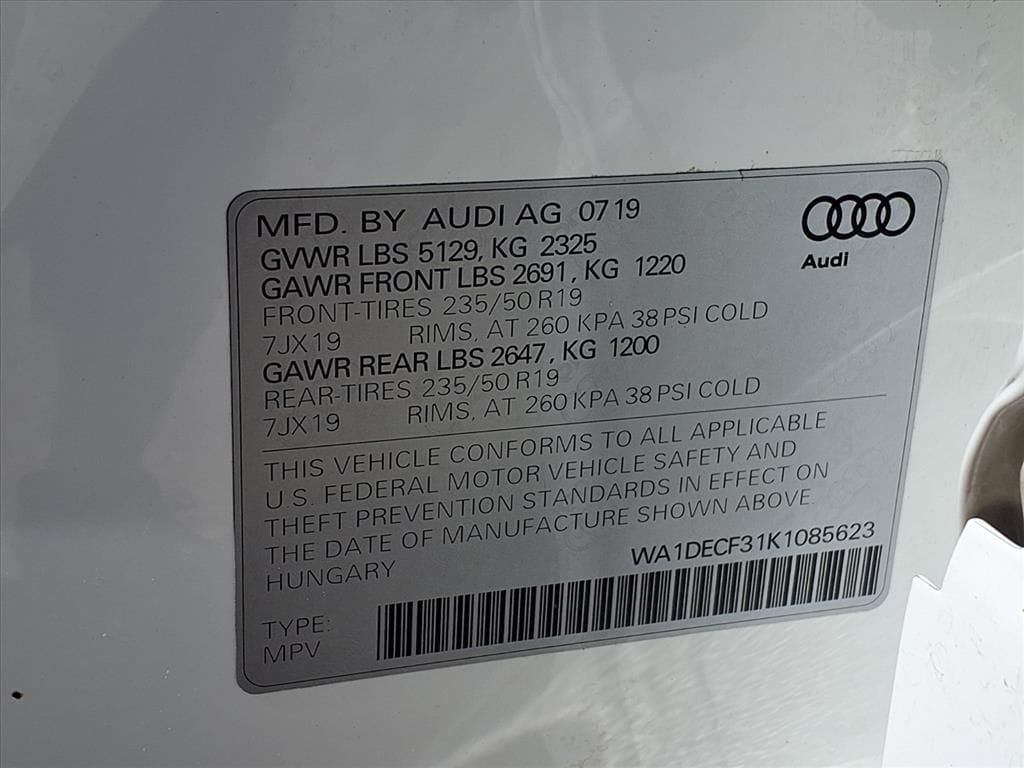 MFD. BY AUDI AG 07 19
GVWR LBS 5129, KG 2325
GAWR FRONT LBS 2691, KG 1220
FRONT-TIRES 235/50 R19
7JX19 RIMS, AT 260 KPA 38 PSI COLD
GAWR REAR LBS 2647, KG 1200
REAR-TIRES 235/50 R19
7JX19 RIMS, AT 260 KPA 38 PSI COLD
Audi
THIS VEHICLE CONFORMS TO ALL APPLICABLE
U.S. FEDERAL MOTOR VEHICLE SAFETY AND
THEFT PREVENTION STANDARDS IN EFFECT ON
THE DATE OF MANUFACTURE SHOWN ABOVE.
HUNGARY
WA1DECF31K1085623
TYPE:
MPV